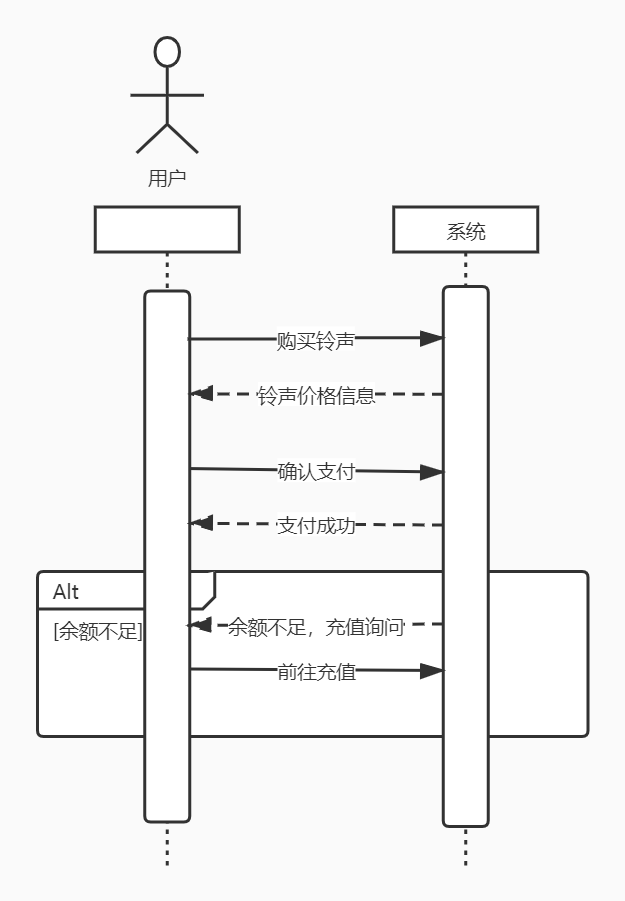 用户
系统
购买铃声
铃声价格信息
确认支付
支付成功
Alt
[余额不足]
余额不足，充值询问
前往充值